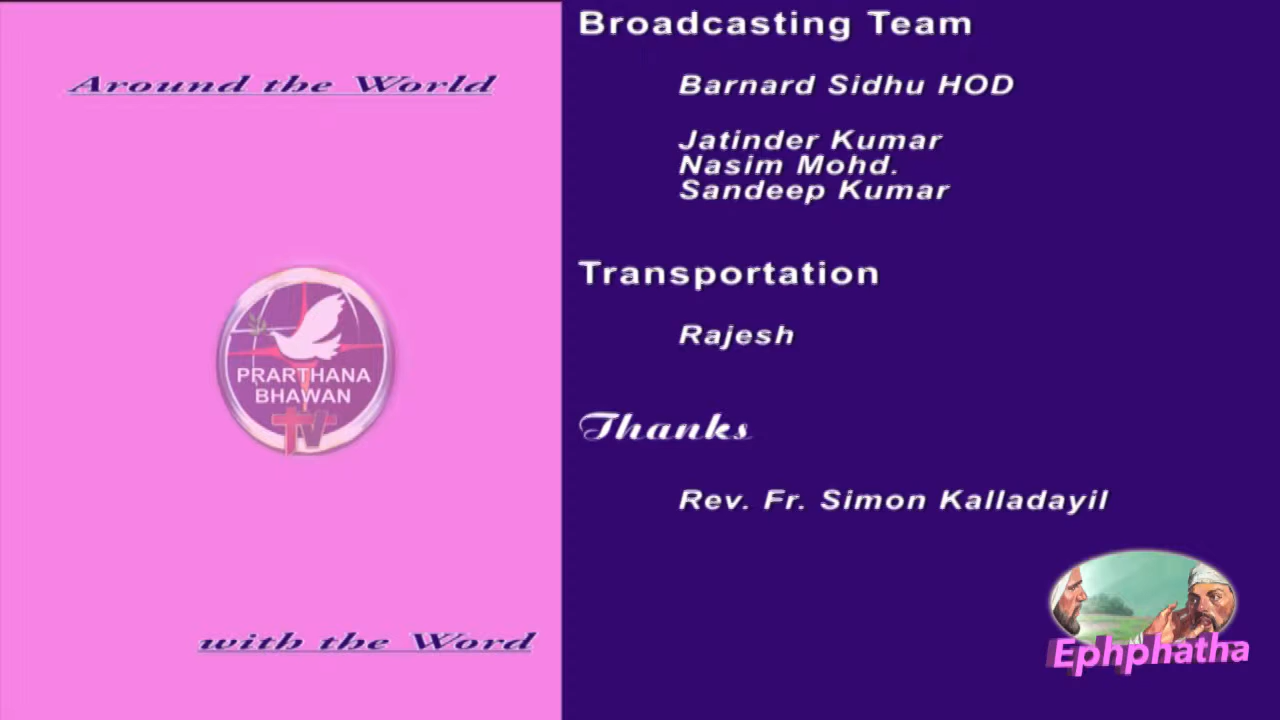 Around the World
PRARTHANA
BHAWAN
TV
with the Word
Broadcasting Team
Barnard Sidhu HOD
Jatinder Kumar
Nasim Mohd.
Sandeep Kumar
Transportation
Rajesh
Thanks
Rev. Fr. Simon Kalladayil
Ephphatha